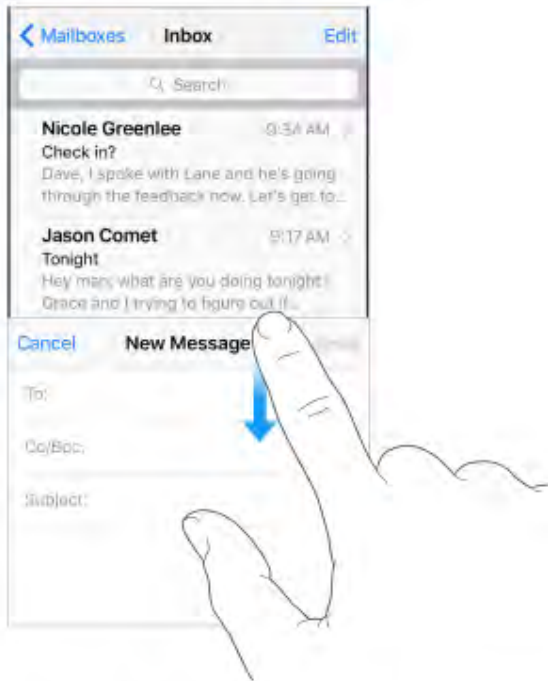 Mailboxes Inbox Edit
Search
Nicole Greenlee 9:34 AM
Check in?
Dave, I spoke with Lane and he's going
through the feedback now. Let's get to...
Jason Comet 9:17 AM
Tonight
Hey man, what are you doing tonight?
Grace and I trying to figure out if...
Cancel New Message
To:
Cc/Bcc:
Subject: